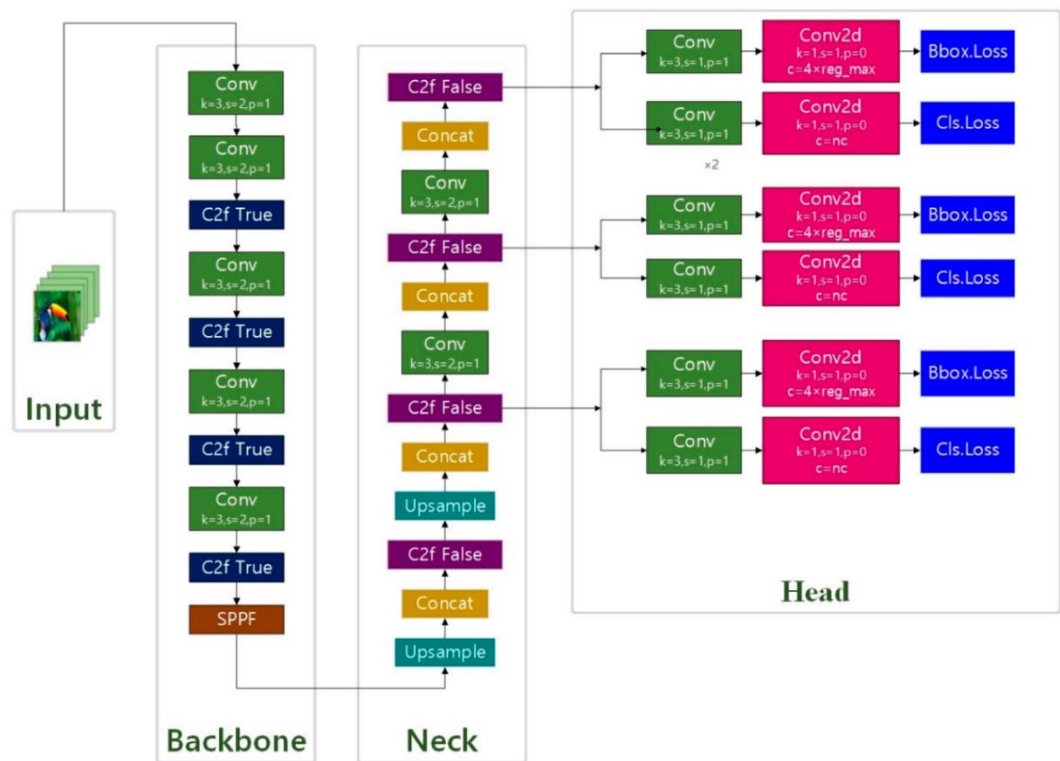 Input
Conv
k=3,s=2,p=1
Conv
k=3,s=2,p=1
C2f True
Conv
k=3,s=2,p=1
C2f True
Conv
k=3,s=2,p=1
C2f True
Conv
k=3,s=2,p=1
C2f True
SPPF
Backbone
C2f False
Concat
Conv
k=3,s=2,p=1
C2f False
Concat
Conv
k=3,s=2,p=1
C2f False
Concat
Upsample
C2f False
Concat
Upsample
Neck
Conv
k=3,s=1,p=1
Conv2d
k=1,s=1,p=0
c=4×reg_max
Bbox.Loss
Conv
k=3,s=1,p=1
Conv2d
k=1,s=1,p=0
c=nc
Cls.Loss
×2
Conv
k=3,s=1,p=1
Conv2d
k=1,s=1,p=0
c=4×reg_max
Bbox.Loss
Conv
k=3,s=1,p=1
Conv2d
k=1,s=1,p=0
c=nc
Cls.Loss
Conv
k=3,s=1,p=1
Conv2d
k=1,s=1,p=0
c=4×reg_max
Bbox.Loss
Conv
k=3,s=1,p=1
Conv2d
k=1,s=1,p=0
c=nc
Cls.Loss
Head